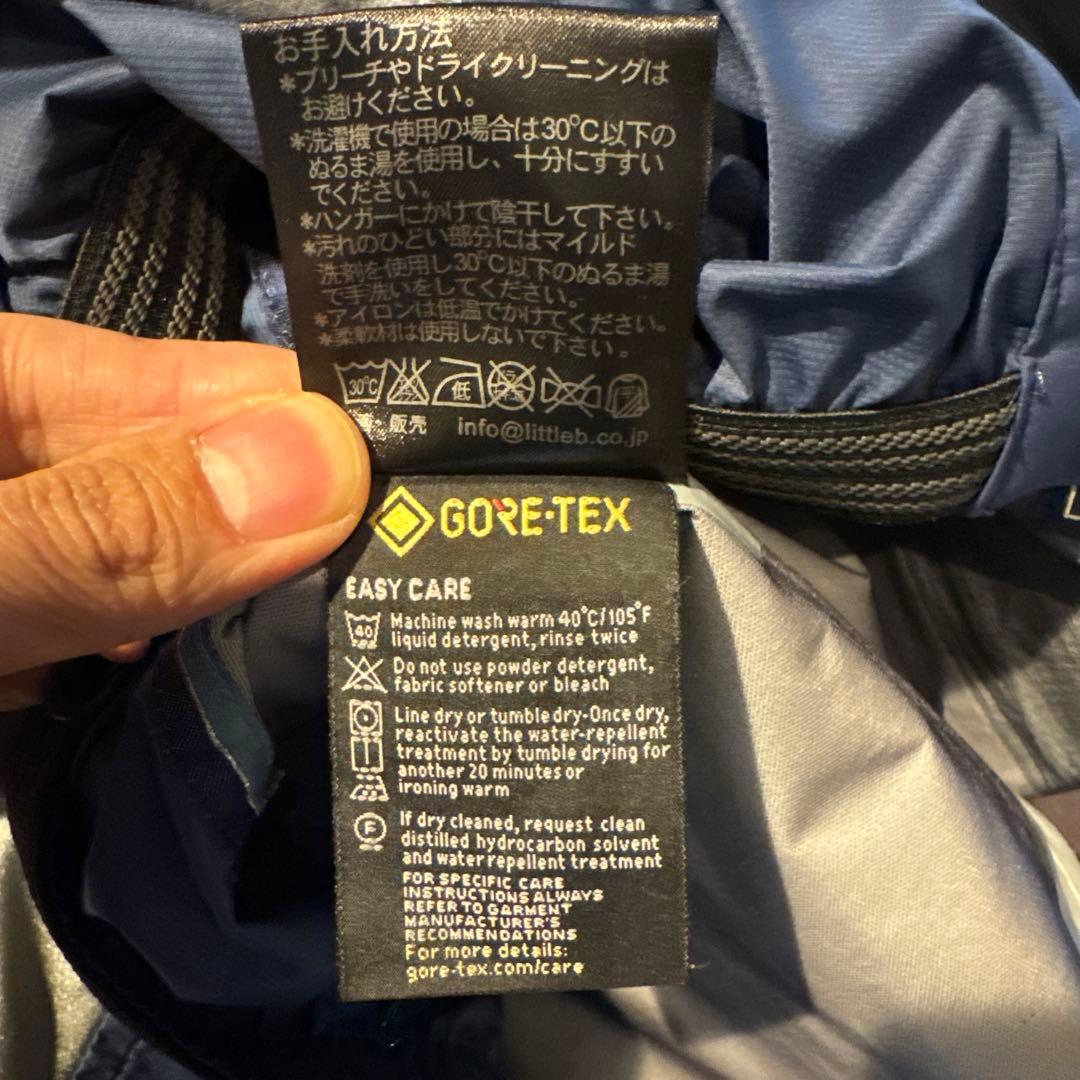 お手入れ方法
*ブリーチやドライクリーニングは
お避けください。
*洗濯機で使用の場合は30℃以下の
ぬるま湯を使用し、十分にすすい
でください。
*ハンガーにかけて陰干して下さい。
*汚れのひどい部分にはマイルド
洗剤を使用し30℃以下のぬるま湯
で手洗いをしてください。
*アイロンは低温でかけてください。
*柔軟材は使用しないで下さい。
30℃ 低
・販売 info@littleb.co.jp
GORE-TEX
EASY CARE
40 Machine wash warm 40°C/105°F
liquid detergent, rinse twice
Do not use powder detergent,
fabric softener or bleach
Line dry or tumble dry-Once dry,
reactivate the water-repellent
treatment by tumble drying for
another 20 minutes or
ironing warm
F If dry cleaned, request clean
distilled hydrocarbon solvent
and water repellent treatment
FOR SPECIFIC CARE
INSTRUCTIONS ALWAYS
REFER TO GARMENT
MANUFACTURER'S
RECOMMENDATIONS
For more details:
gore-tex.com/care